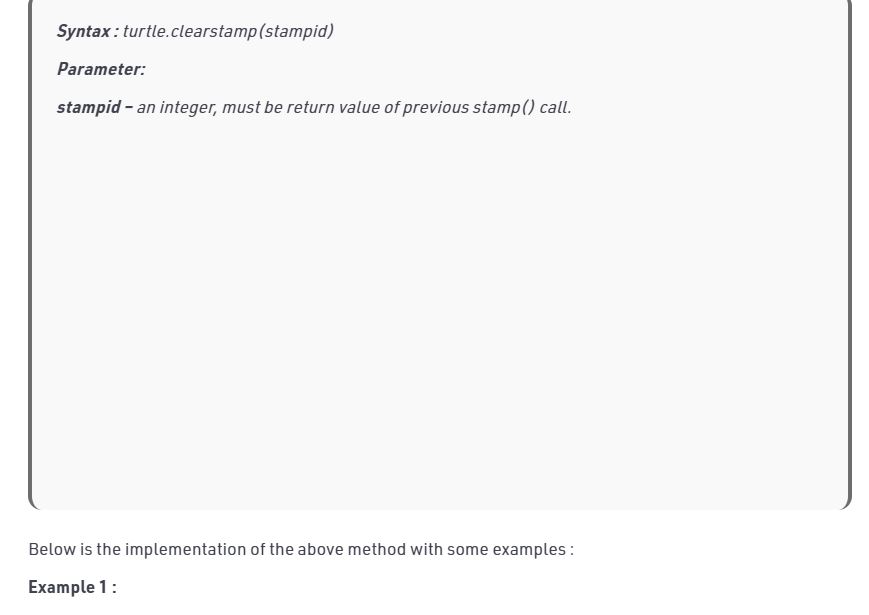 Syntax : turtle.clearstamp(stampid)
Parameter:
stampid – an integer, must be return value of previous stamp() call.
Below is the implementation of the above method with some examples :
Example 1 :